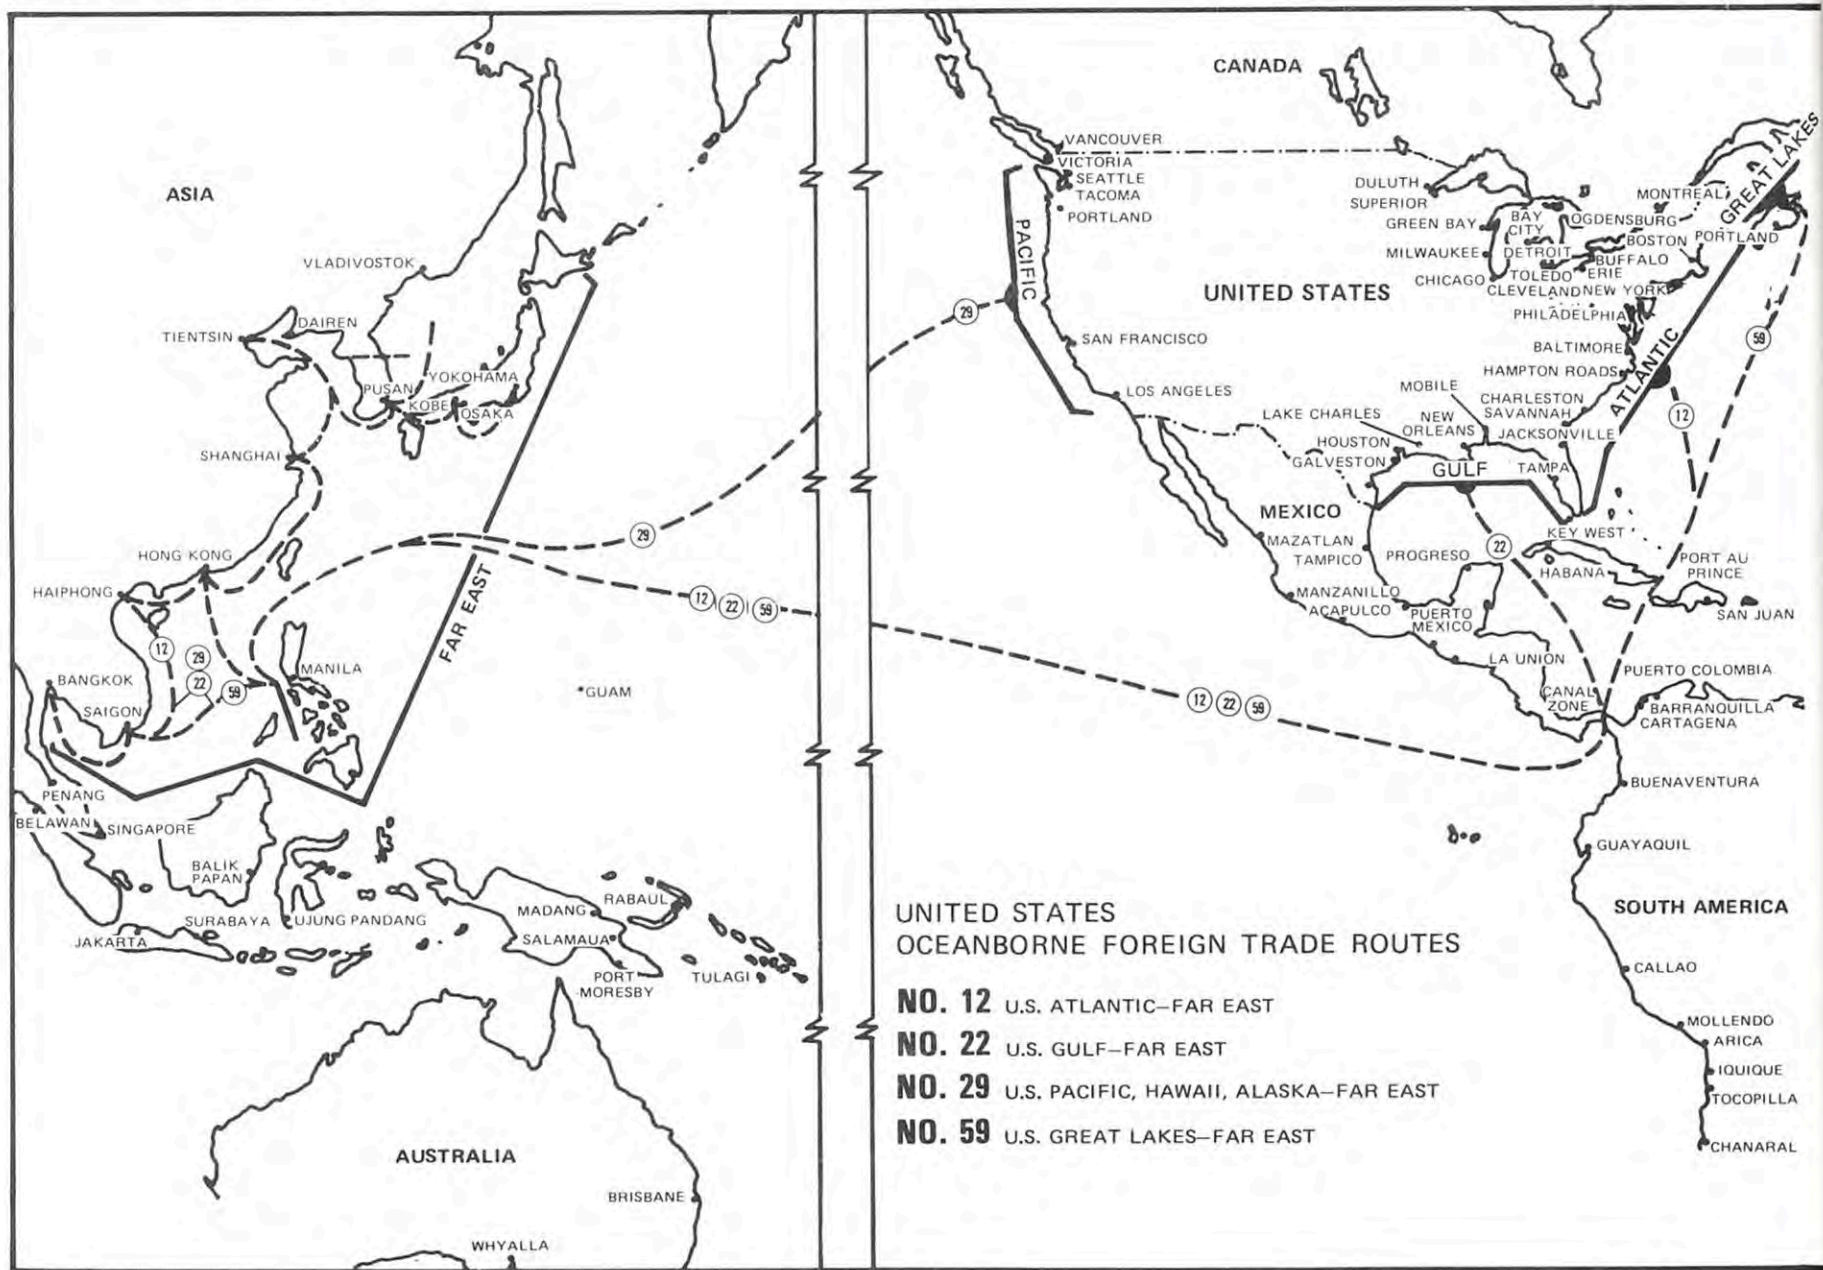 ASIA
VLADIVOSTOK
DAIREN
TIENTSIN
YOKOHAMA
PUSAN
KOBE
OSAKA
SHANGHAI
HONG KONG
HAIPHONG
29
12
29
22
59
12
22
59
FAR EAST
MANILA
GUAM
BANGKOK
SAIGON
PENANG
BELAWAN
SINGAPORE
BALIK
PAPAN
SURABAYA
UJUNG PANDANG
JAKARTA
MADANG
RABAUL
SALAMAUA
PORT
MORESBY
TULAGI
AUSTRALIA
BRISBANE
WHYALLA
CANADA
VANCOUVER
VICTORIA
SEATTLE
TACOMA
PORTLAND
PACIFIC
29
UNITED STATES
SAN FRANCISCO
LOS ANGELES
DULUTH
SUPERIOR
GREEN BAY
MILWAUKEE
CHICAGO
BAY
CITY
DETROIT
TOLEDO
CLEVELAND
ERIE
BUFFALO
OGDENSBURG
MONTREAL
GREAT LAKES
BOSTON
PORTLAND
NEW YORK
PHILADELPHIA
BALTIMORE
HAMPTON ROADS
ATLANTIC
59
12
MOBILE
CHARLESTON
SAVANNAH
LAKE CHARLES
NEW
ORLEANS
JACKSONVILLE
HOUSTON
GALVESTON
GULF
TAMPA
MEXICO
KEY WEST
MAZATLAN
TAMPICO
PROGRESO
22
HABANA
PORT AU
PRINCE
SAN JUAN
MANZANILLO
ACAPULCO
PUERTO
MEXICO
LA UNION
PUERTO COLOMBIA
CANAL
ZONE
BARRANQUILLA
CARTAGENA
12
22
59
BUENAVENTURA
GUAYAQUIL
SOUTH AMERICA
CALLAO
MOLLENDO
ARICA
IQUIQUE
TOCOPILLA
CHANARAL
UNITED STATES
OCEANBORNE FOREIGN TRADE ROUTES
NO. 12 U.S. ATLANTIC–FAR EAST
NO. 22 U.S. GULF–FAR EAST
NO. 29 U.S. PACIFIC, HAWAII, ALASKA–FAR EAST
NO. 59 U.S. GREAT LAKES–FAR EAST